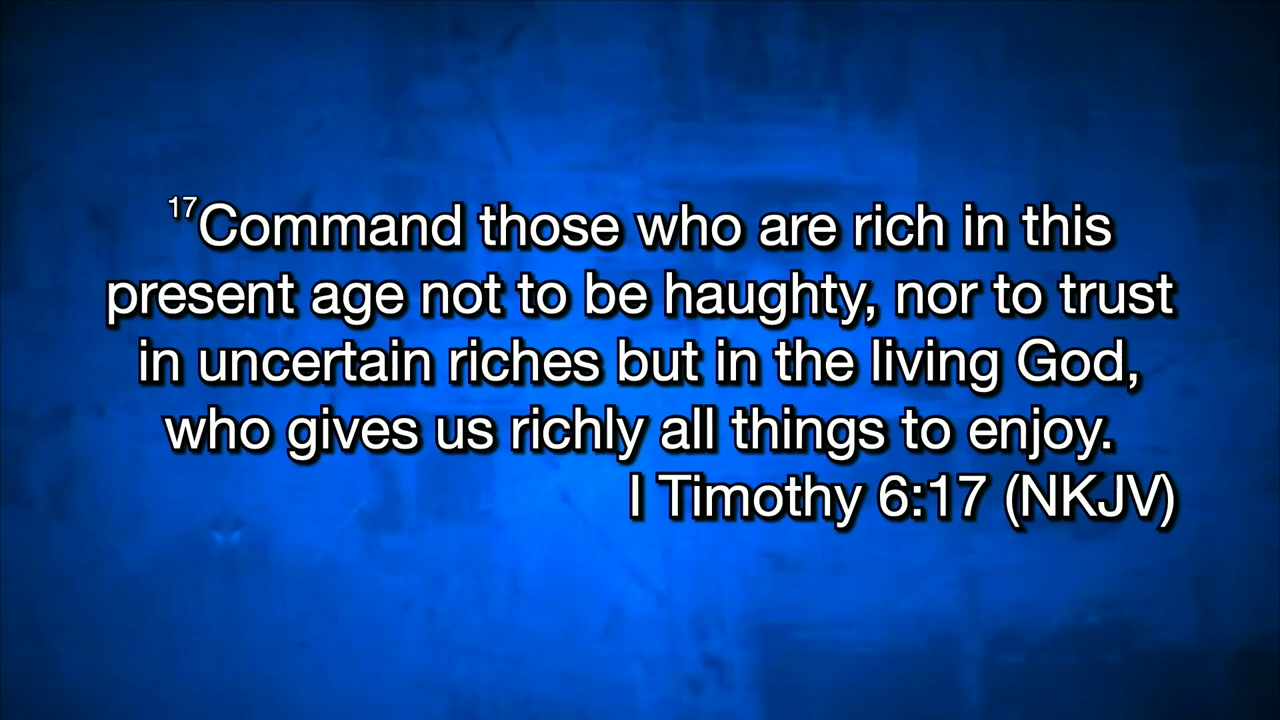 17Command those who are rich in this
present age not to be haughty, nor to trust
in uncertain riches but in the living God,
who gives us richly all things to enjoy.
I Timothy 6:17 (NKJV)